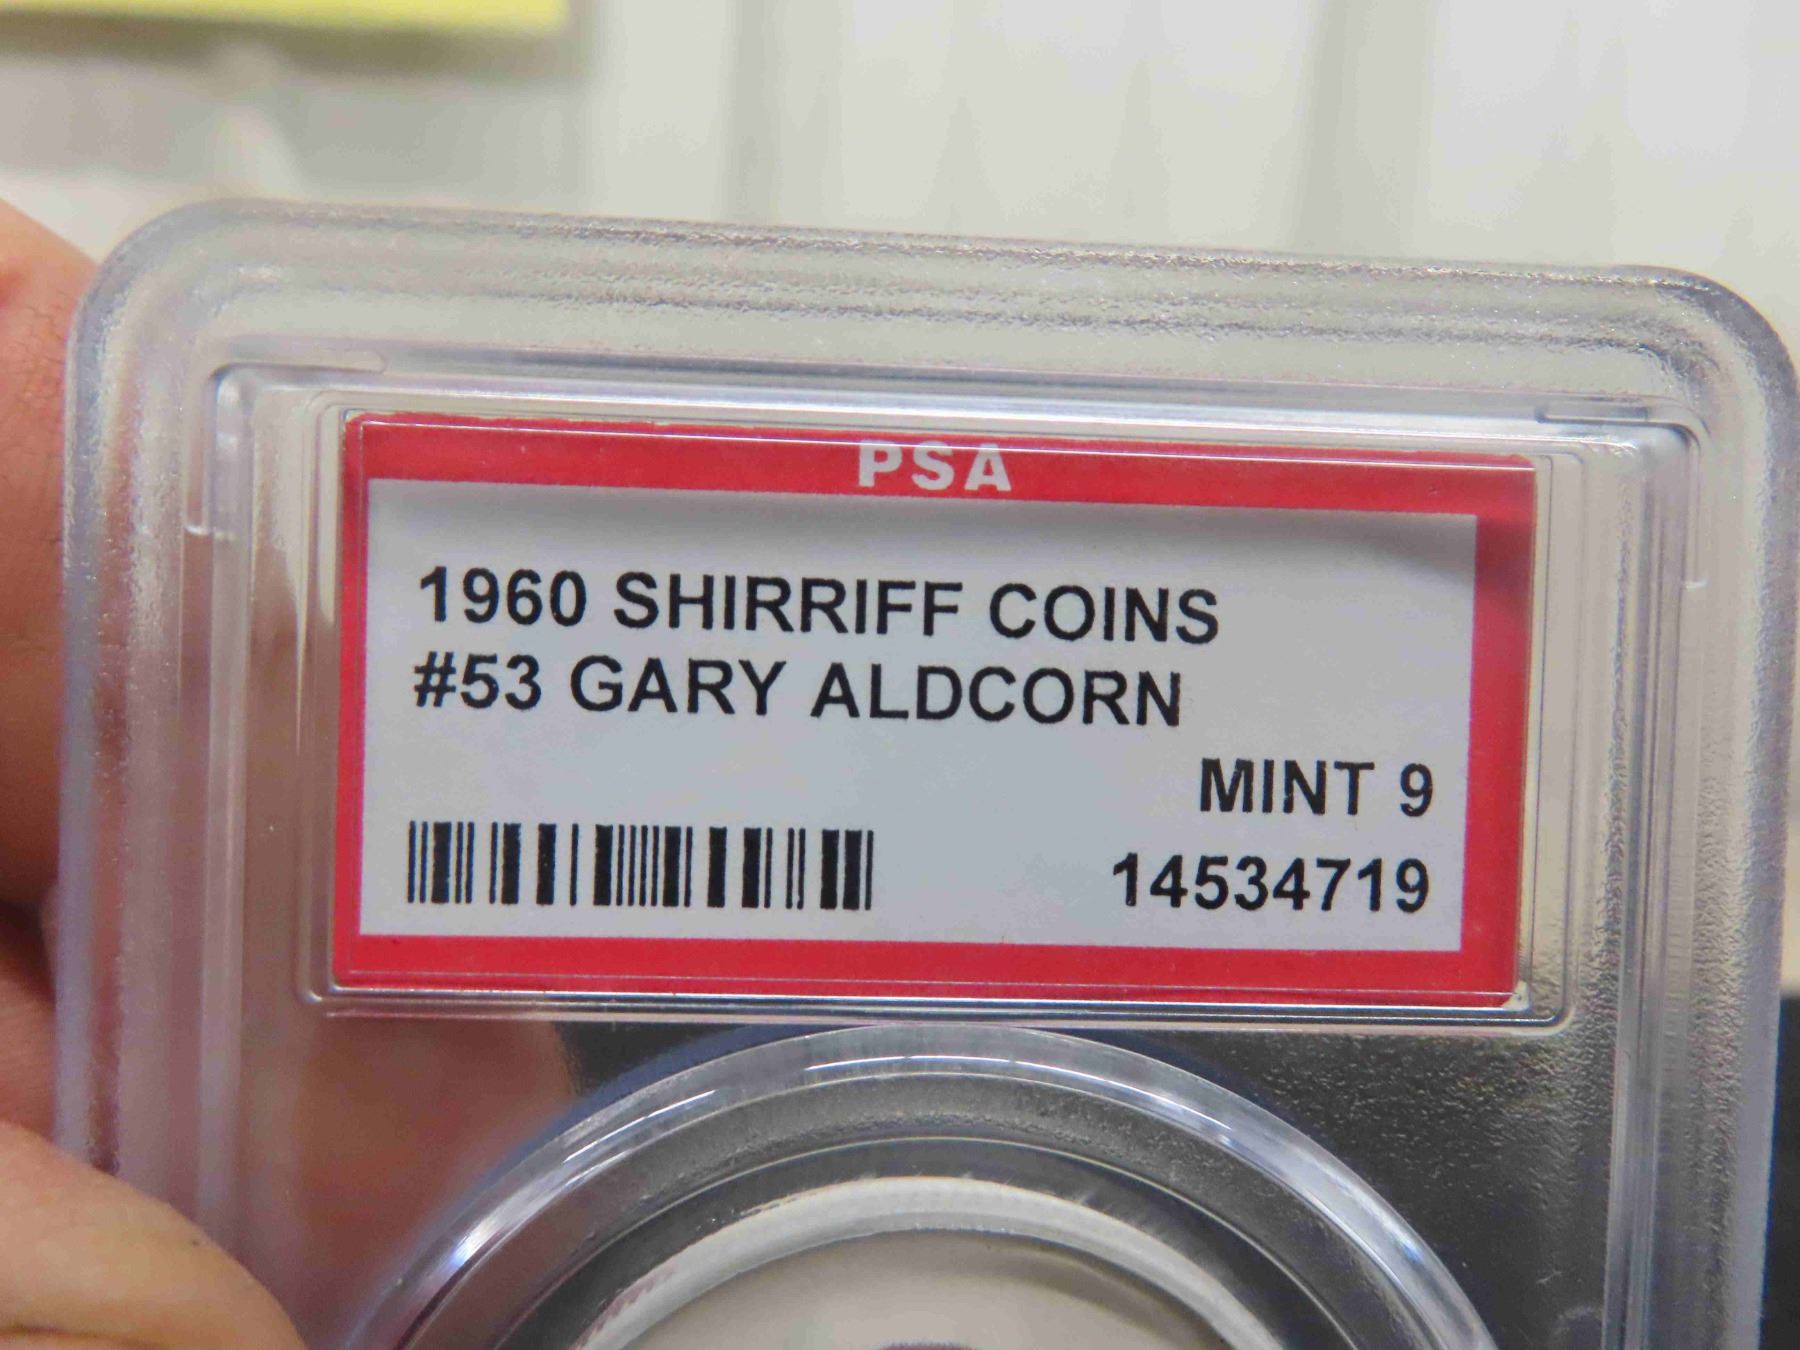 PSA
1960 SHIRRIFF COINS
#53 GARY ALDCORN
MINT 9
14534719